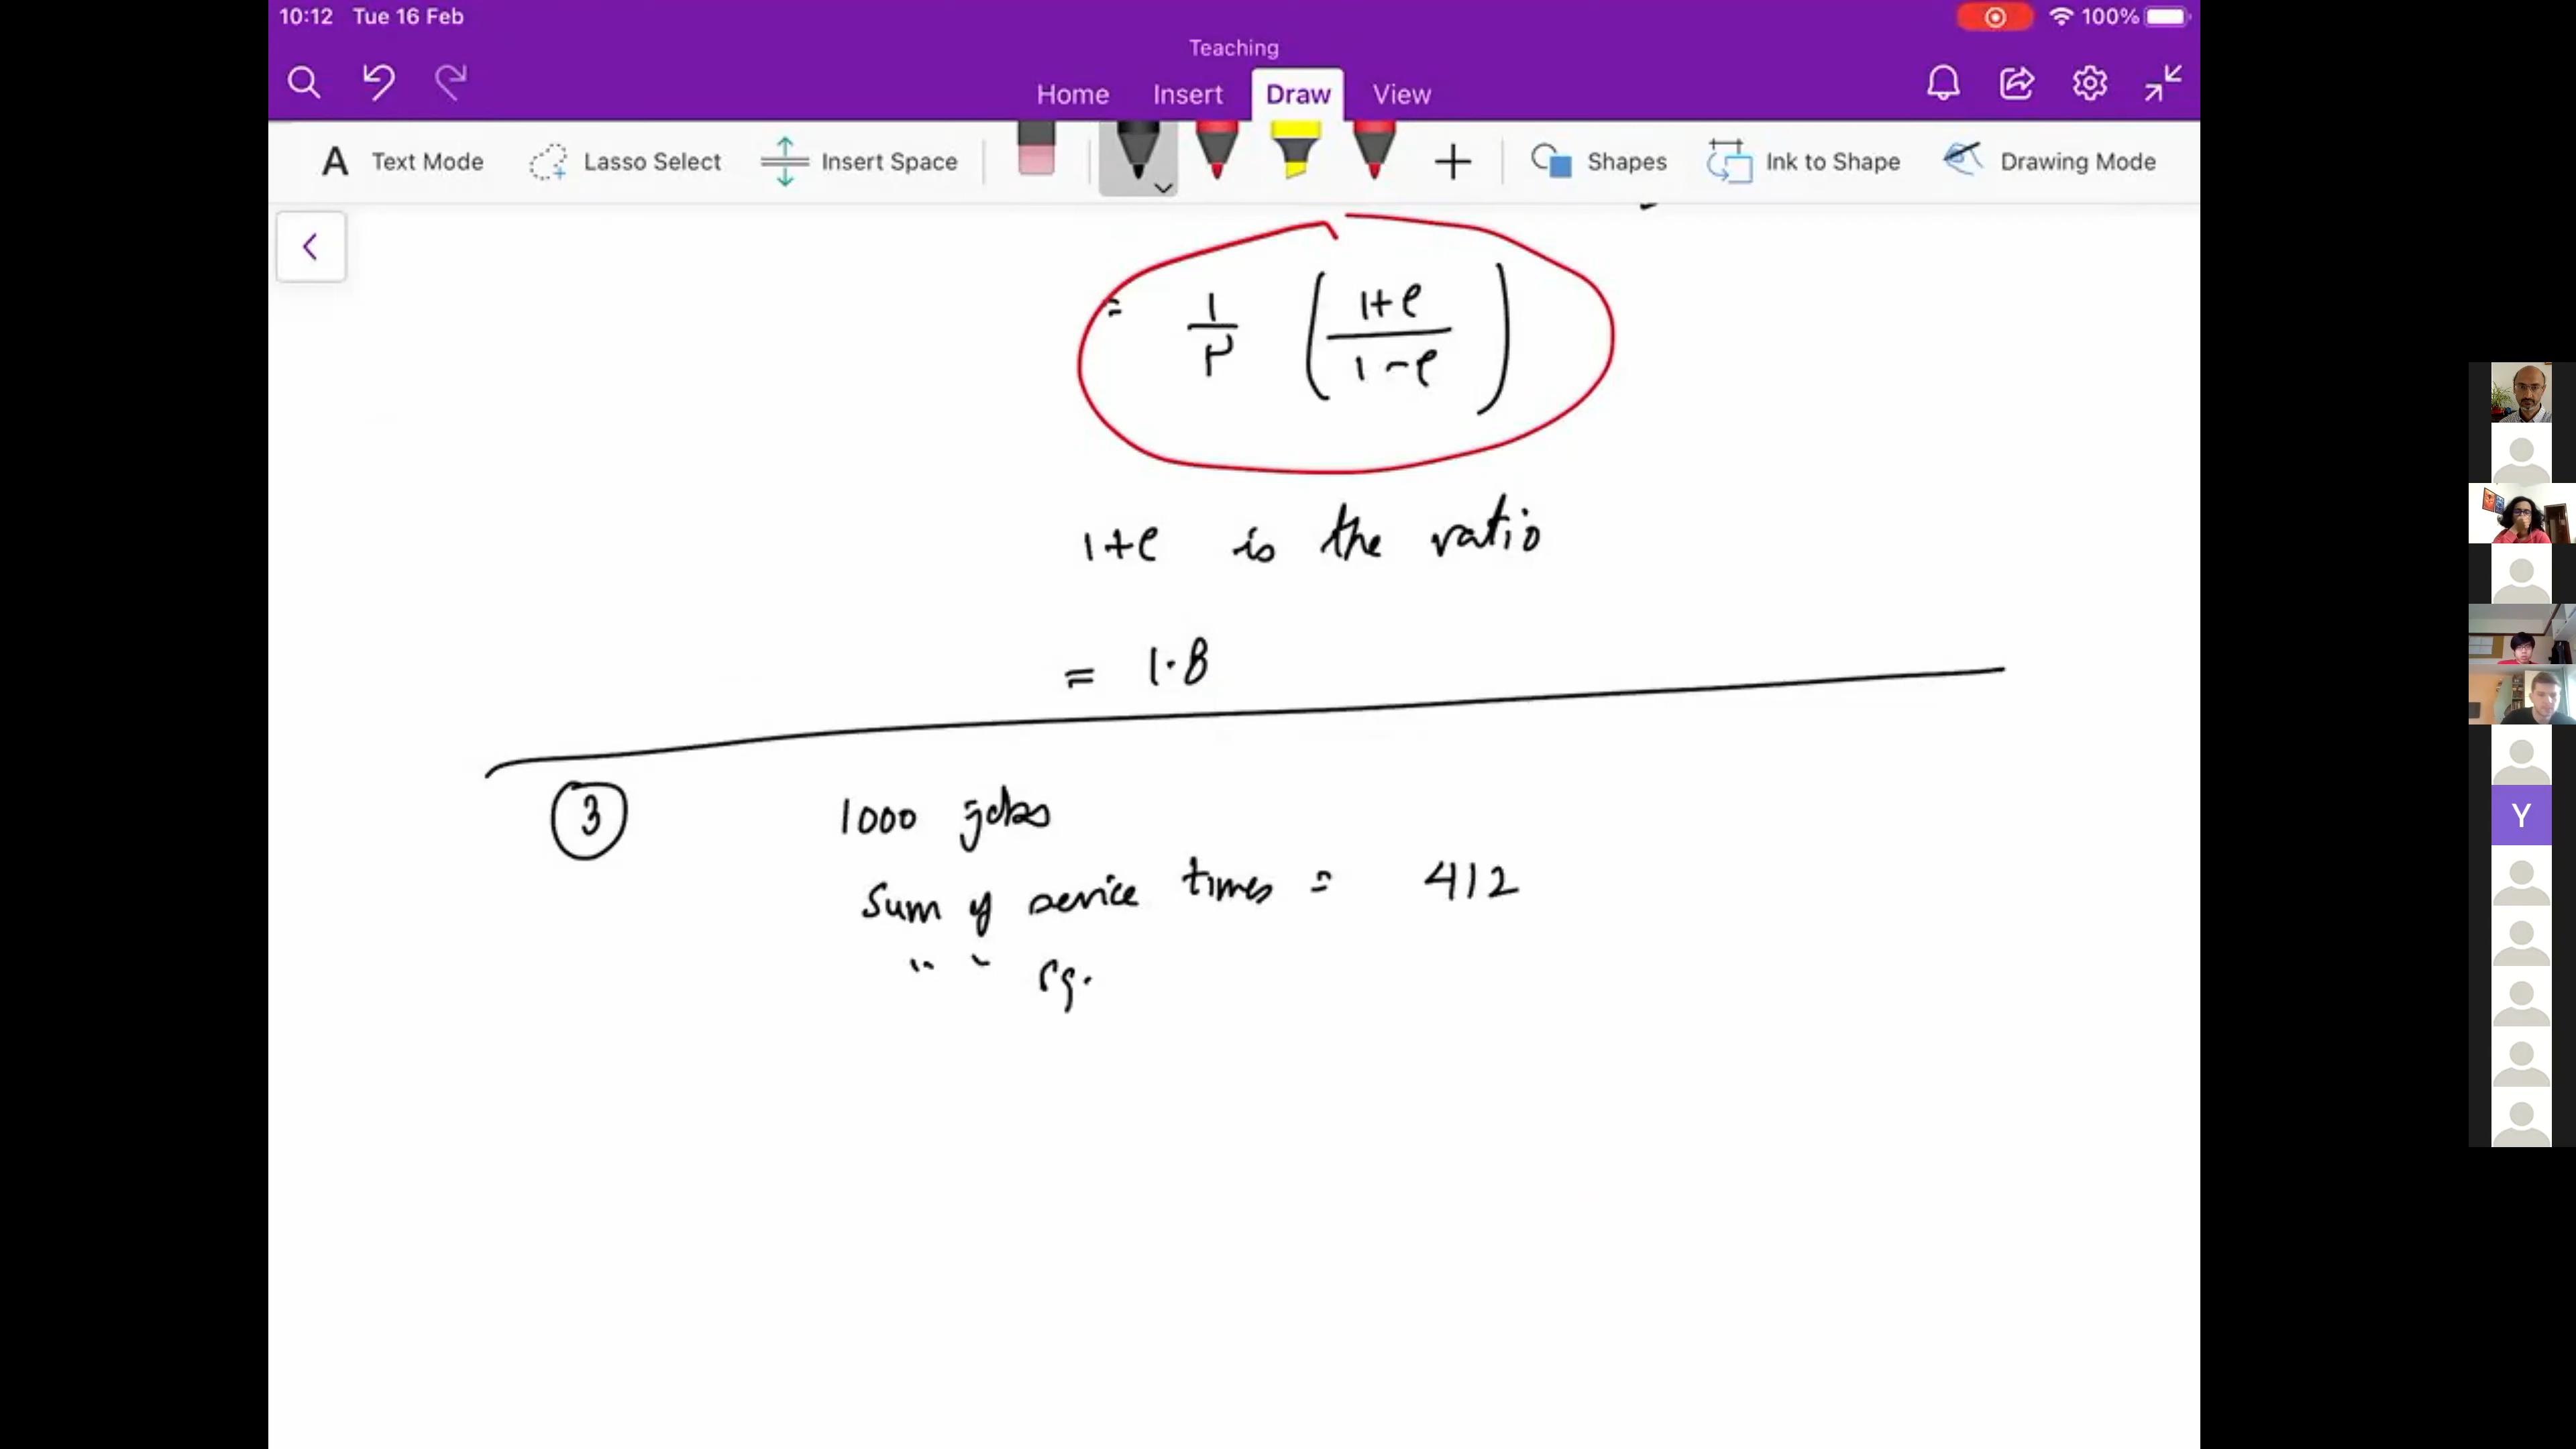 10:12 Tue 16 Feb 100%
Teaching
Home Insert Draw View
A Text Mode Lasso Select Insert Space Shapes Ink to Shape Drawing Mode
= 1/μ (1+ρ / 1-ρ)
1+ρ is the ratio
= 1.8
3 1000 jobs
Sum of service times = 412
" " sq.
Y